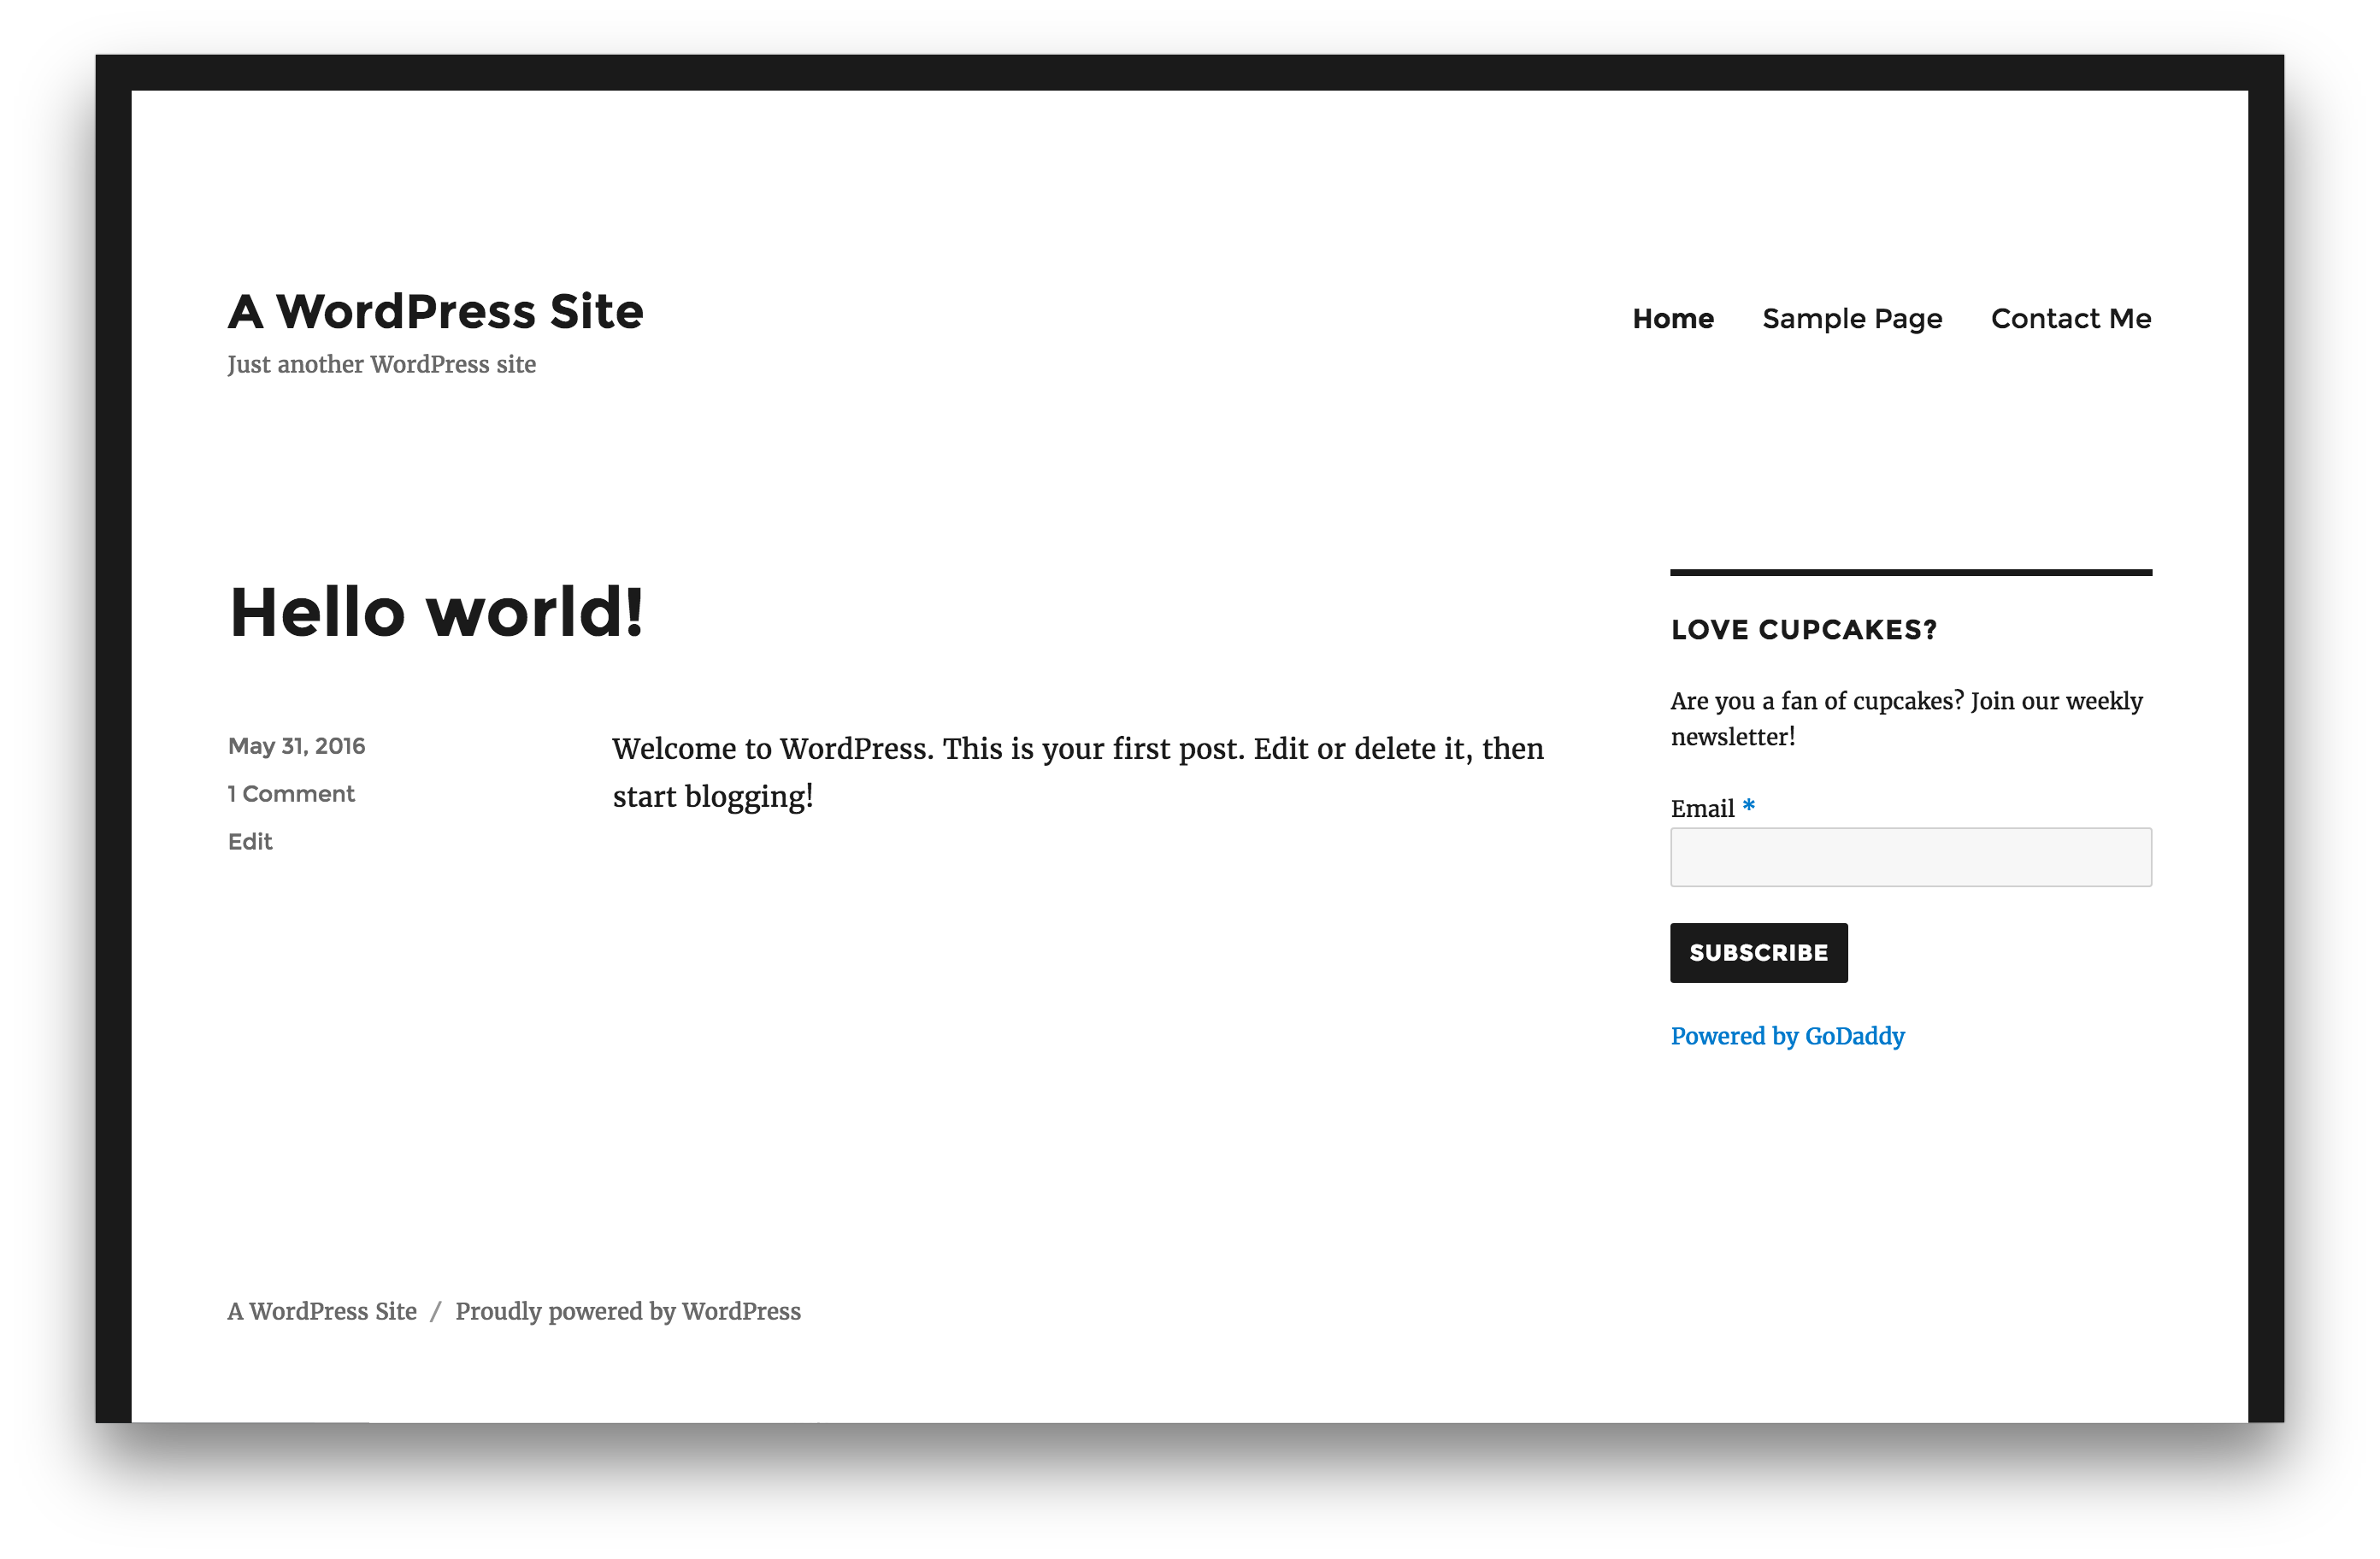 A WordPress Site
Just another WordPress site
Home Sample Page Contact Me
Hello world!
May 31, 2016
1 Comment
Edit
Welcome to WordPress. This is your first post. Edit or delete it, then
start blogging!
LOVE CUPCAKES?
Are you a fan of cupcakes? Join our weekly
newsletter!
Email *
SUBSCRIBE
Powered by GoDaddy
A WordPress Site / Proudly powered by WordPress